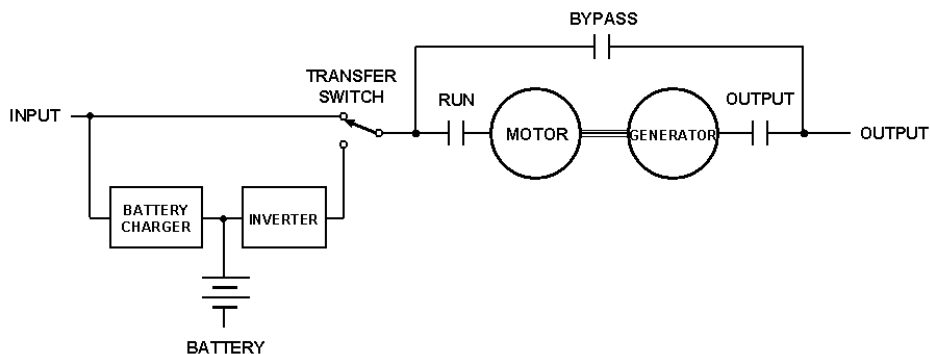 BYPASS
TRANSFER
SWITCH
RUN
OUTPUT
INPUT
MOTOR
GENERATOR
OUTPUT
BATTERY
CHARGER
INVERTER
BATTERY